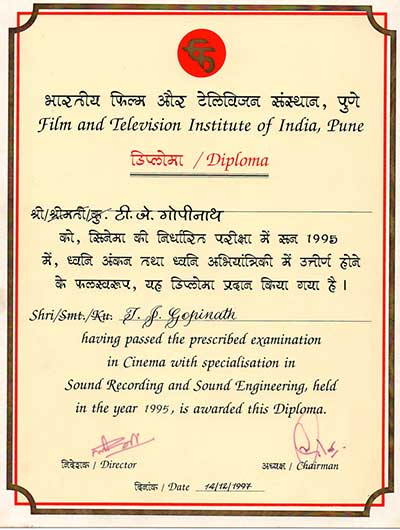 भारतीय फिल्म और टेलिविजन संस्थान, पुणे
Film and Television Institute of India, Pune
डिप्लोमा / Diploma
श्री/श्रीमती/कु. टी.जे. गोपीनाथ
को, सिनेमा की निर्धारित परीक्षा में सन 1995
में, ध्वनि अंकन तथा ध्वनि अभियांत्रिकी में उत्तीर्ण होने
के फलस्वरूप, यह डिप्लोमा प्रदान किया गया है।
Shri/Smt./Ku: T. J. Gopinath
having passed the prescribed examination
in Cinema with specialisation in
Sound Recording and Sound Engineering, held
in the year 1995, is awarded this Diploma.
निदेशक / Director
अध्यक्ष / Chairman
दिनांक / Date 14/12/1997